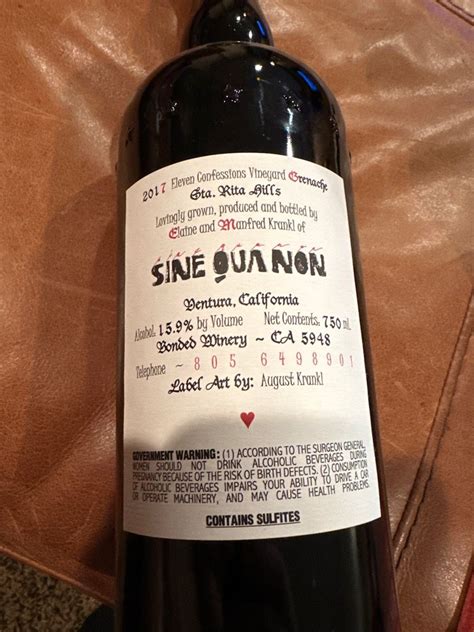 2017 Eleven Confessions Vineyard Grenache
Sta. Rita Hills
Lovingly grown, produced and bottled by
Elaine and Manfred Krankl of
SINE QUA NON
Ventura, California
Alcohol, 15.9% by Volume Net Contents, 750 ml.
Bonded Winery ~ CA 5948
Telephone ~ 805 6498901
Label Art by: August Krankl
GOVERNMENT WARNING: (1) ACCORDING TO THE SURGEON GENERAL,
WOMEN SHOULD NOT DRINK ALCOHOLIC BEVERAGES DURING
PREGNANCY BECAUSE OF THE RISK OF BIRTH DEFECTS. (2) CONSUMPTION
OF ALCOHOLIC BEVERAGES IMPAIRS YOUR ABILITY TO DRIVE A CAR
OR OPERATE MACHINERY, AND MAY CAUSE HEALTH PROBLEMS.
CONTAINS SULFITES